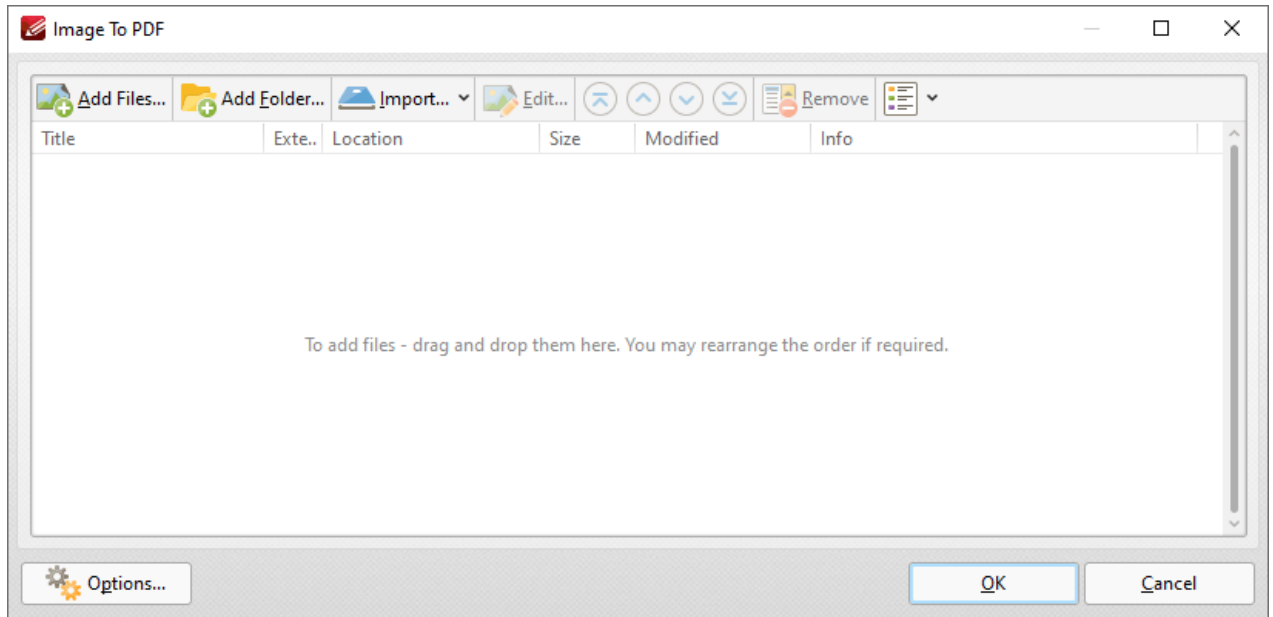 Image To PDF
Add Files... Add Folder... Import... Edit... Remove
Title Exte.. Location Size Modified Info
To add files - drag and drop them here. You may rearrange the order if required.
Options... OK Cancel